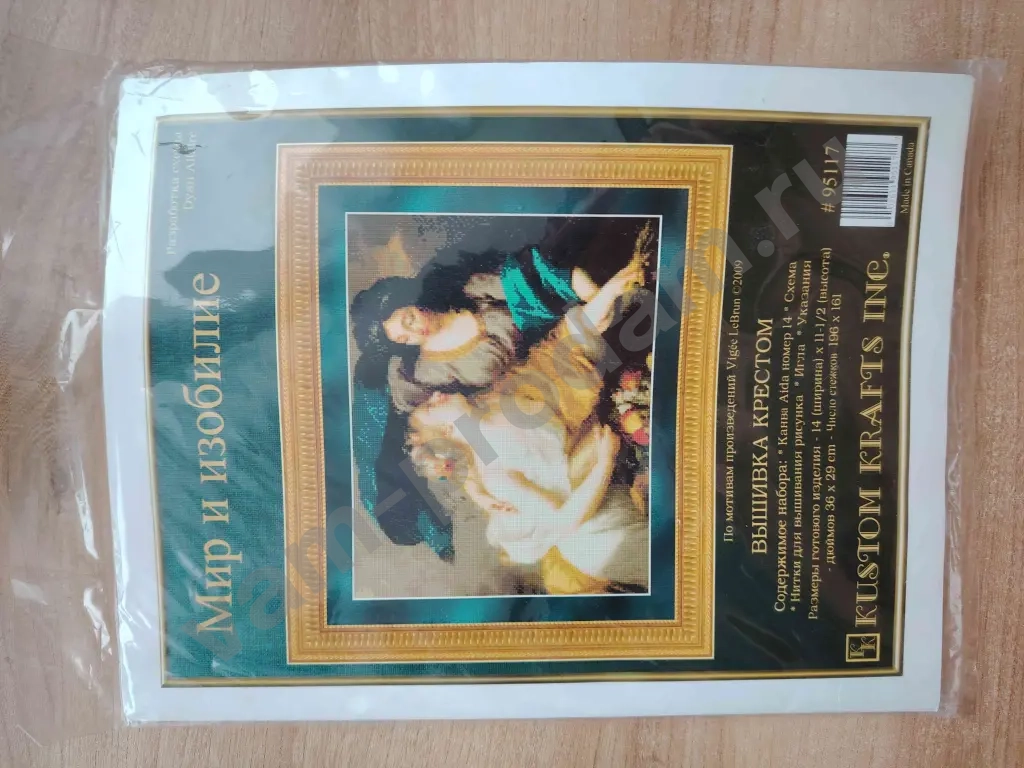 Мир и изобилие
Разработка схемы
По мотивам произведений Vigée LeBrun ©2009
ВЫШИВКА КРЕСТОМ
Содержимое набора: * Канва Aida номер 14 * Схема
* Нитки для вышивания рисунка * Игла * Указания
Размеры готового изделия - 14 (ширина) x 11-1/2 (высота)
- дюймов 36 x 29 cm - Число стежков 196 x 161
KK KUSTOM KRAFTS INC.
# 95117
Made in Canada